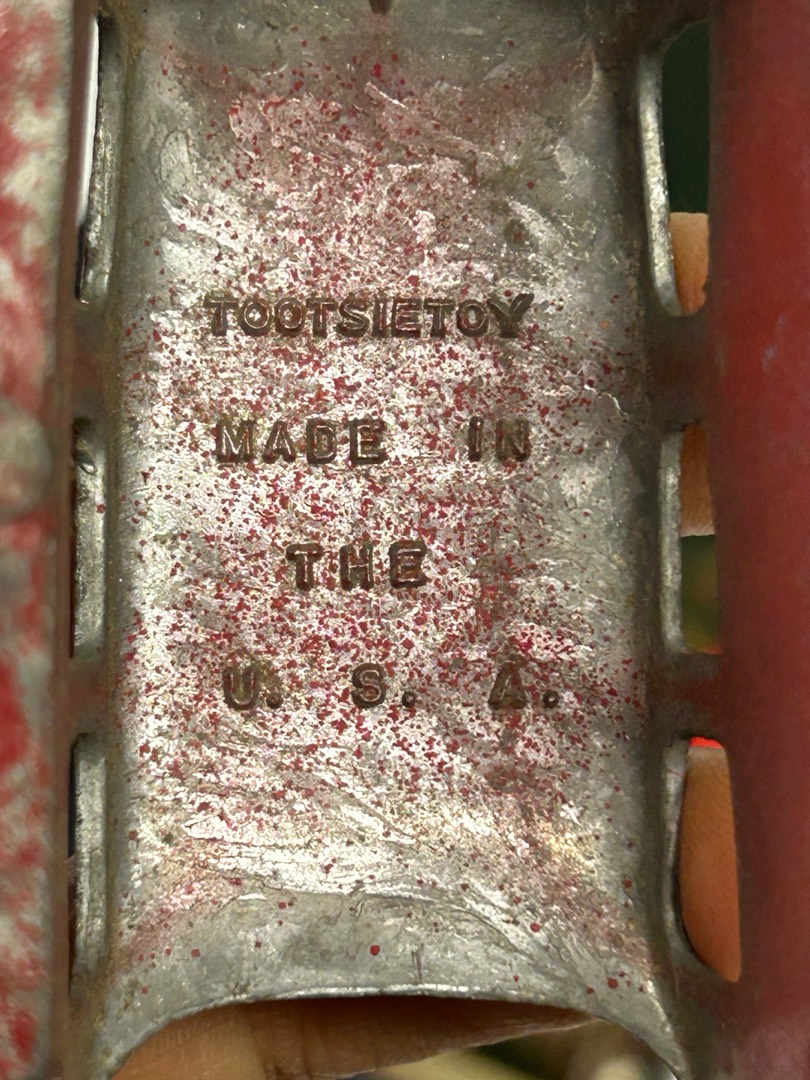 TOOTSIETOY
MADE IN
THE
U. S. A.